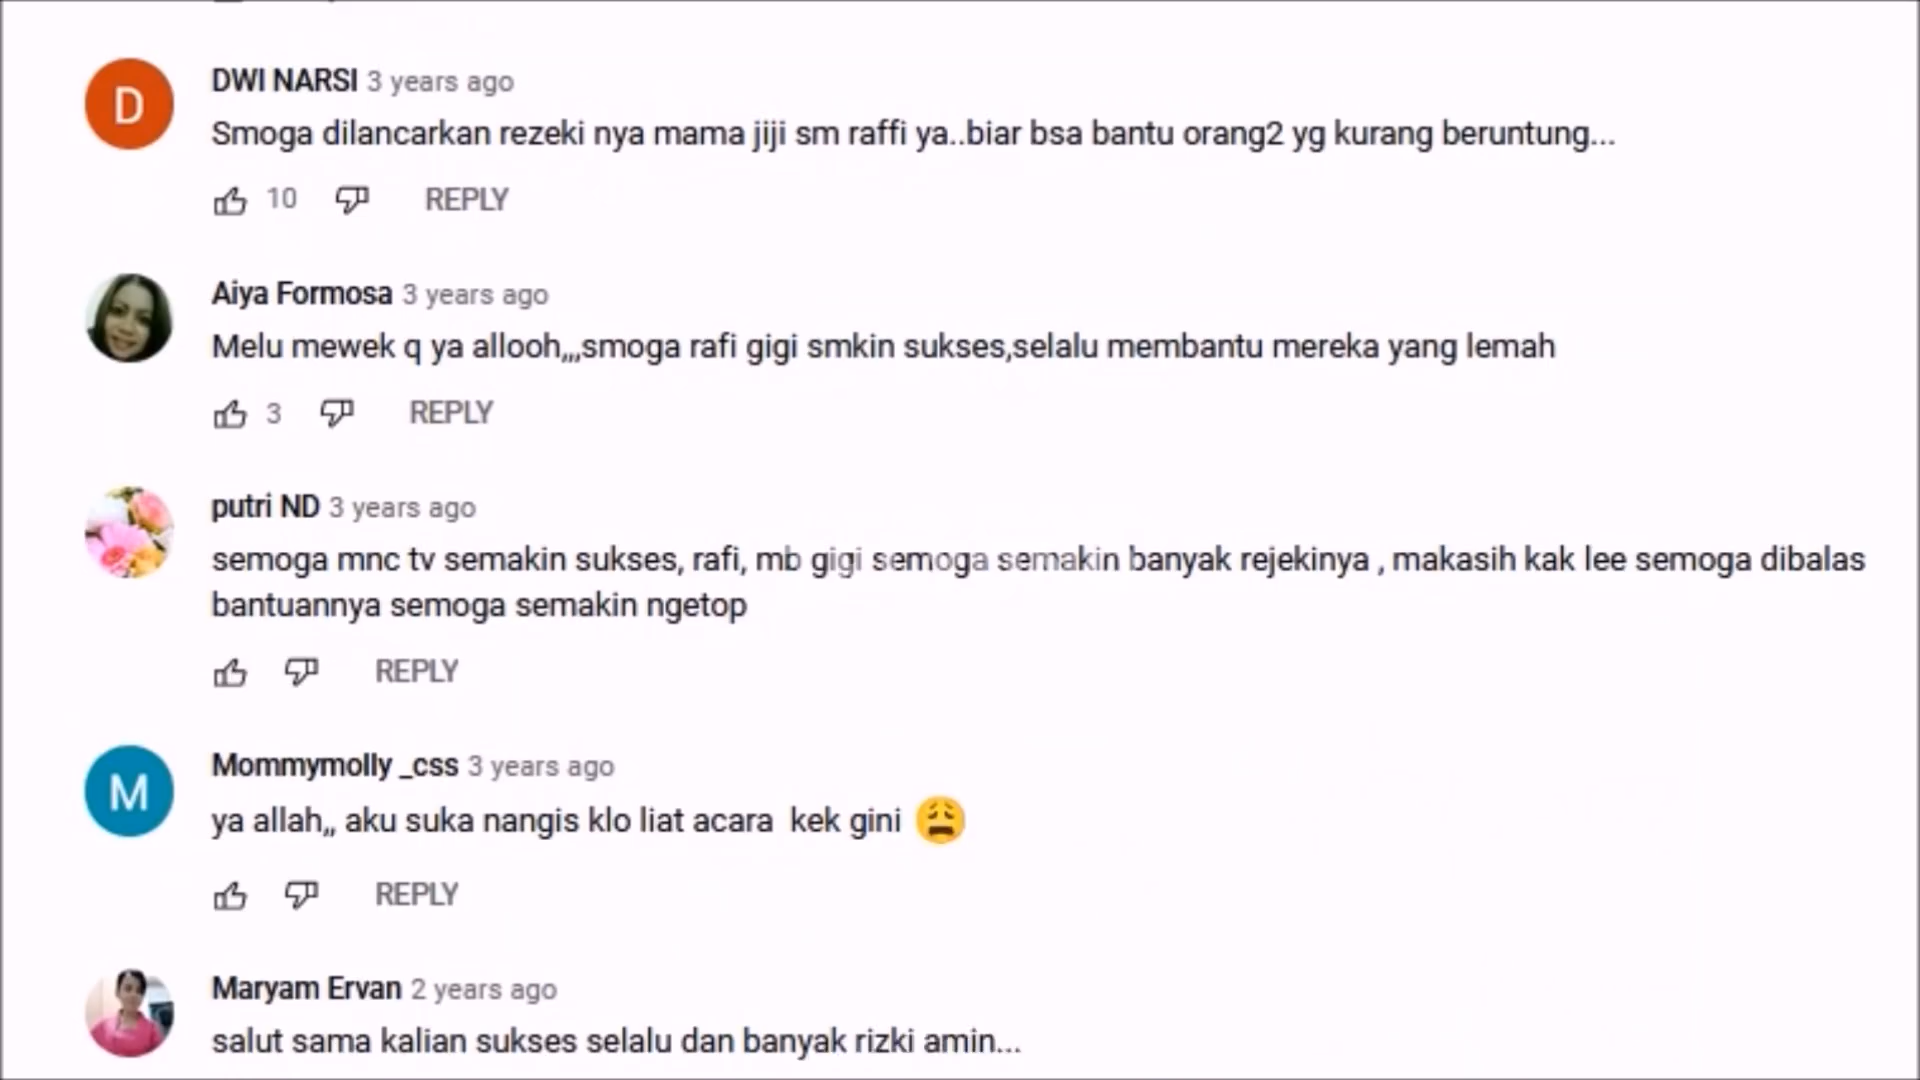 D
DWI NARSI 3 years ago
Smoga dilancarkan rezeki nya mama jiji sm raffi ya..biar bsa bantu orang2 yg kurang beruntung...
10 REPLY
Aiya Formosa 3 years ago
Melu mewek q ya allooh,,,smoga rafi gigi smkin sukses,selalu membantu mereka yang lemah
3 REPLY
putri ND 3 years ago
semoga mnc tv semakin sukses, rafi, mb gigi semoga semakin banyak rejekinya , makasih kak lee semoga dibalas
bantuannya semoga semakin ngetop
REPLY
M
Mommymolly _css 3 years ago
ya allah,, aku suka nangis klo liat acara  kek gini 😩
REPLY
Maryam Ervan 2 years ago
salut sama kalian sukses selalu dan banyak rizki amin...